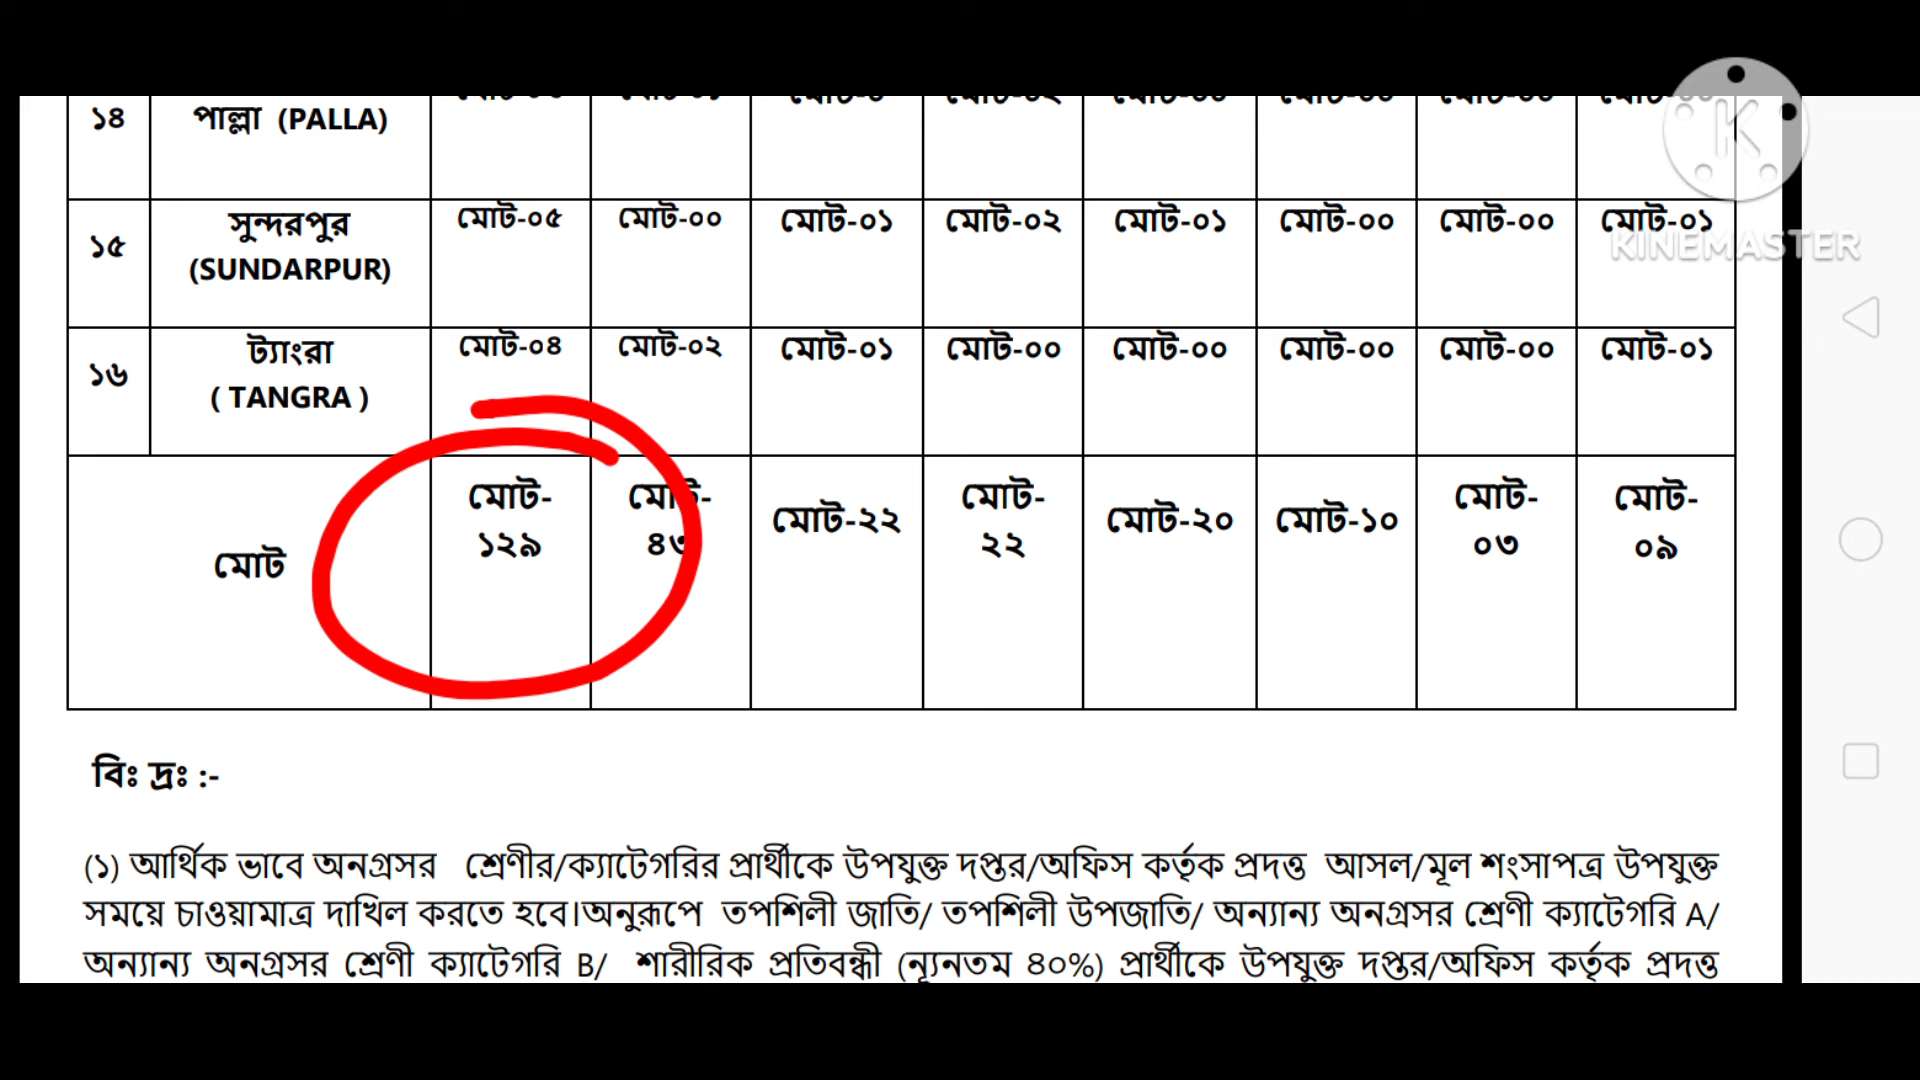 ১৪ পাল্লা (PALLA)
১৫ সুন্দরপুর (SUNDARPUR) মোট-০৫ মোট-০০ মোট-০১ মোট-০২ মোট-০১ মোট-০০ মোট-০০ মোট-০১
KINEMASTER
১৬ ট্যাংরা ( TANGRA ) মোট-০৪ মোট-০২ মোট-০১ মোট-০০ মোট-০০ মোট-০০ মোট-০০ মোট-০১
মোট মোট-১২৯ মোট-৪৩ মোট-২২ মোট-২২ মোট-২০ মোট-১০ মোট-০৩ মোট-০৯
বিঃ দ্রঃ :-
(১) আর্থিক ভাবে অনগ্রসর শ্রেণীর/ক্যাটেগরির প্রার্থীকে উপযুক্ত দপ্তর/অফিস কর্তৃক প্রদত্ত আসল/মূল শংসাপত্র উপযুক্ত
সময়ে চাওয়ামাত্র দাখিল করতে হবে।অনুরূপে তপশিলী জাতি/ তপশিলী উপজাতি/ অন্যান্য অনগ্রসর শ্রেণী ক্যাটেগরি A/
অন্যান্য অনগ্রসর শ্রেণী ক্যাটেগরি B/ শারীরিক প্রতিবন্ধী (ন্যূনতম ৪০%) প্রার্থীকে উপযুক্ত দপ্তর/অফিস কর্তৃক প্রদত্ত